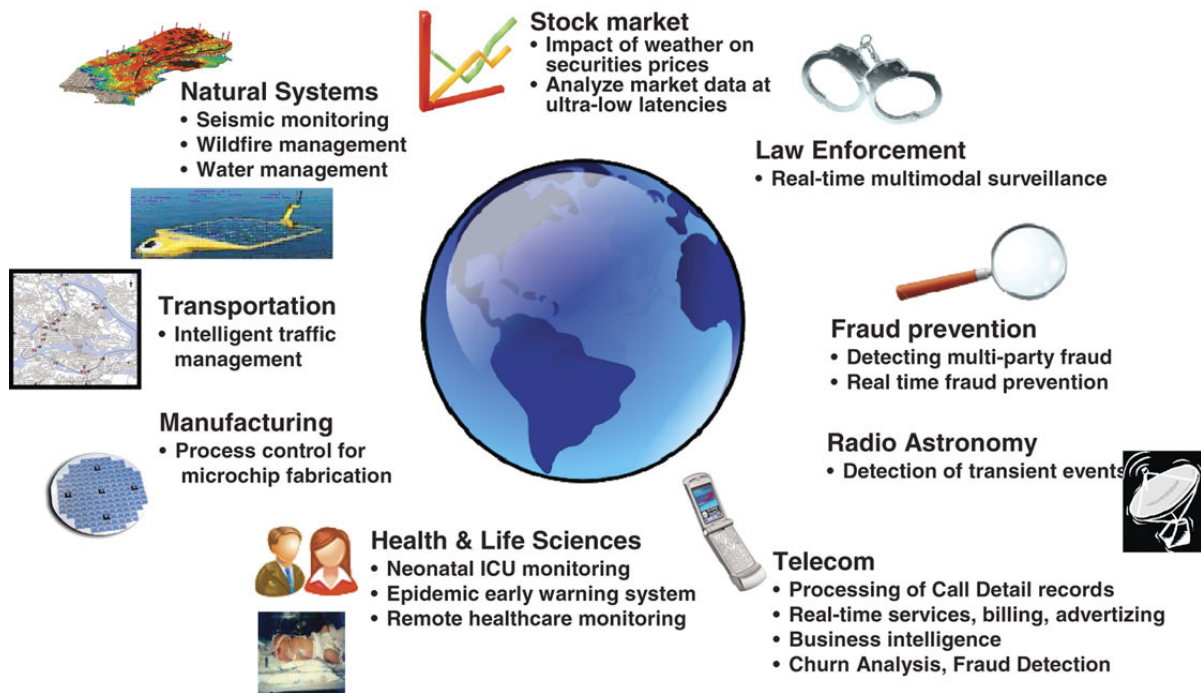 Stock market
• Impact of weather on
securities prices
• Analyze market data at
ultra-low latencies
Natural Systems
• Seismic monitoring
• Wildfire management
• Water management
Law Enforcement
• Real-time multimodal surveillance
Transportation
• Intelligent traffic
management
Fraud prevention
• Detecting multi-party fraud
• Real time fraud prevention
Manufacturing
• Process control for
microchip fabrication
Radio Astronomy
• Detection of transient events
Health & Life Sciences
• Neonatal ICU monitoring
• Epidemic early warning system
• Remote healthcare monitoring
Telecom
• Processing of Call Detail records
• Real-time services, billing, advertizing
• Business intelligence
• Churn Analysis, Fraud Detection